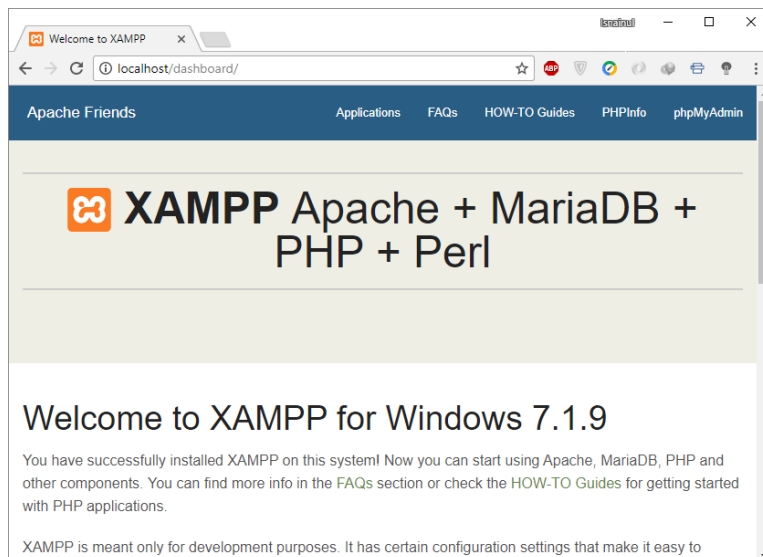 Isnainul
Welcome to XAMPP
localhost/dashboard/
ABP
Apache Friends Applications FAQs HOW-TO Guides PHPInfo phpMyAdmin
XAMPP Apache + MariaDB +
PHP + Perl
Welcome to XAMPP for Windows 7.1.9
You have successfully installed XAMPP on this system! Now you can start using Apache, MariaDB, PHP and
other components. You can find more info in the FAQs section or check the HOW-TO Guides for getting started
with PHP applications.
XAMPP is meant only for development purposes. It has certain configuration settings that make it easy to